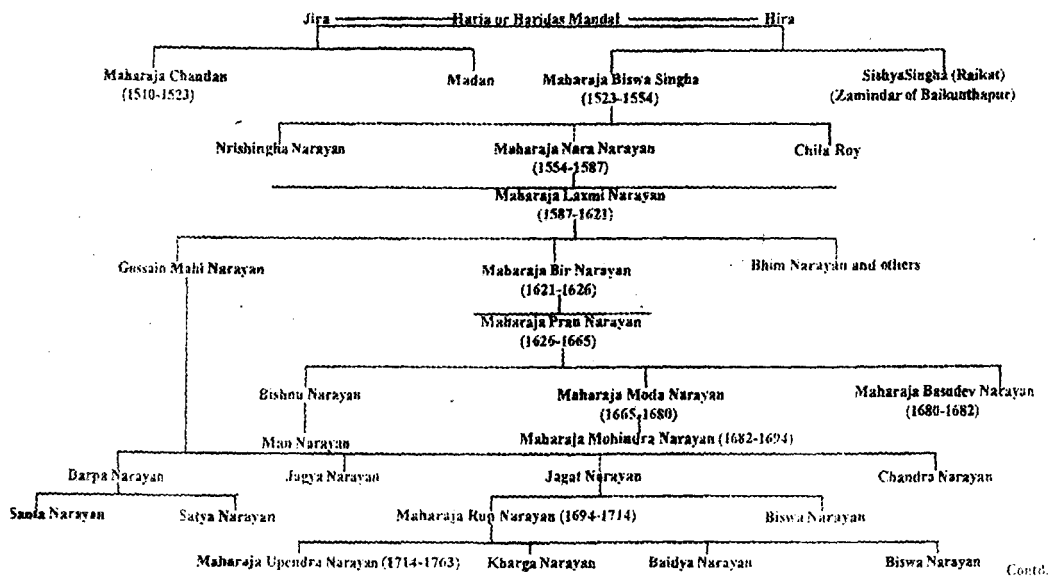 Jira Haria or Haridas Mandal Hira
Maharaja Chandan Madan Maharaja Biswa Singha SishyaSingha (Raikat)
(1510-1523) (1523-1554) (Zamindar of Baikunthapur)
Nrishingha Narayan Maharaja Nara Narayan Chila Roy
(1554-1587)
Maharaja Laxmi Narayan
(1587-1621)
Gossain Mahi Narayan Maharaja Bir Narayan Bhim Narayan and others
(1621-1626)
Maharaja Pran Narayan
(1626-1665)
Bishnu Narayan Maharaja Moda Narayan Maharaja Basudev Narayan
(1665-1680) (1680-1682)
Man Narayan Maharaja Mohindra Narayan (1682-1694)
Darpa Narayan Jagya Narayan Jagat Narayan Chandra Narayan
Santa Narayan Satya Narayan Maharaja Rup Narayan (1694-1714) Biswa Narayan
Maharaja Upendra Narayan (1714-1763) Kharga Narayan Baidya Narayan Biswa Narayan
Contd.